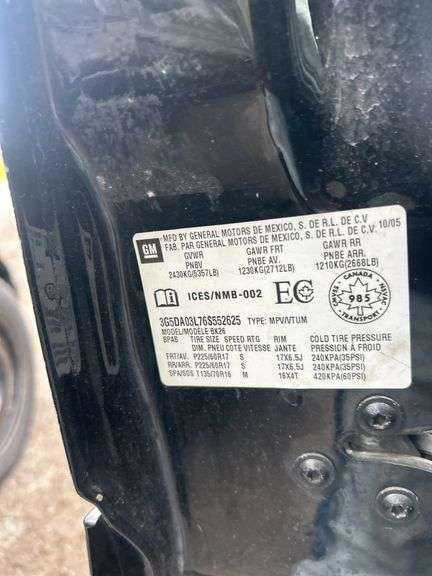 GM
MFD BY GENERAL MOTORS DE MEXICO, S. DE R.L. DE C.V 10/05
FAB. PAR GENERAL MOTORS DE MEXICO, S. DE R.L. DE C.V
GVWR GAWR FRT GAWR RR
PNBV PNBE AV. PNBE ARR.
2430KG(5357LB) 1230KG(2712LB) 1210KG(2668LB)
ICES/NMB-002 EC CANADA 985
3G5DA03L76S552625 TYPE: MPV/VTUM
MODEL/MODÈLE BK26
BPAB TIRE SIZE SPEED RTG RIM COLD TIRE PRESSURE
DIM.PNEU COTE VITESSE JANTE PRESSION À FROID
FRT/AV. P225/60R17 S 17X6.5J 240KPA(35PSI)
RR/ARR. P225/60R17 S 17X6.5J 240KPA(35PSI)
SPA/SOS T135/70R16 M 16X4T 420KPA(60PSI)